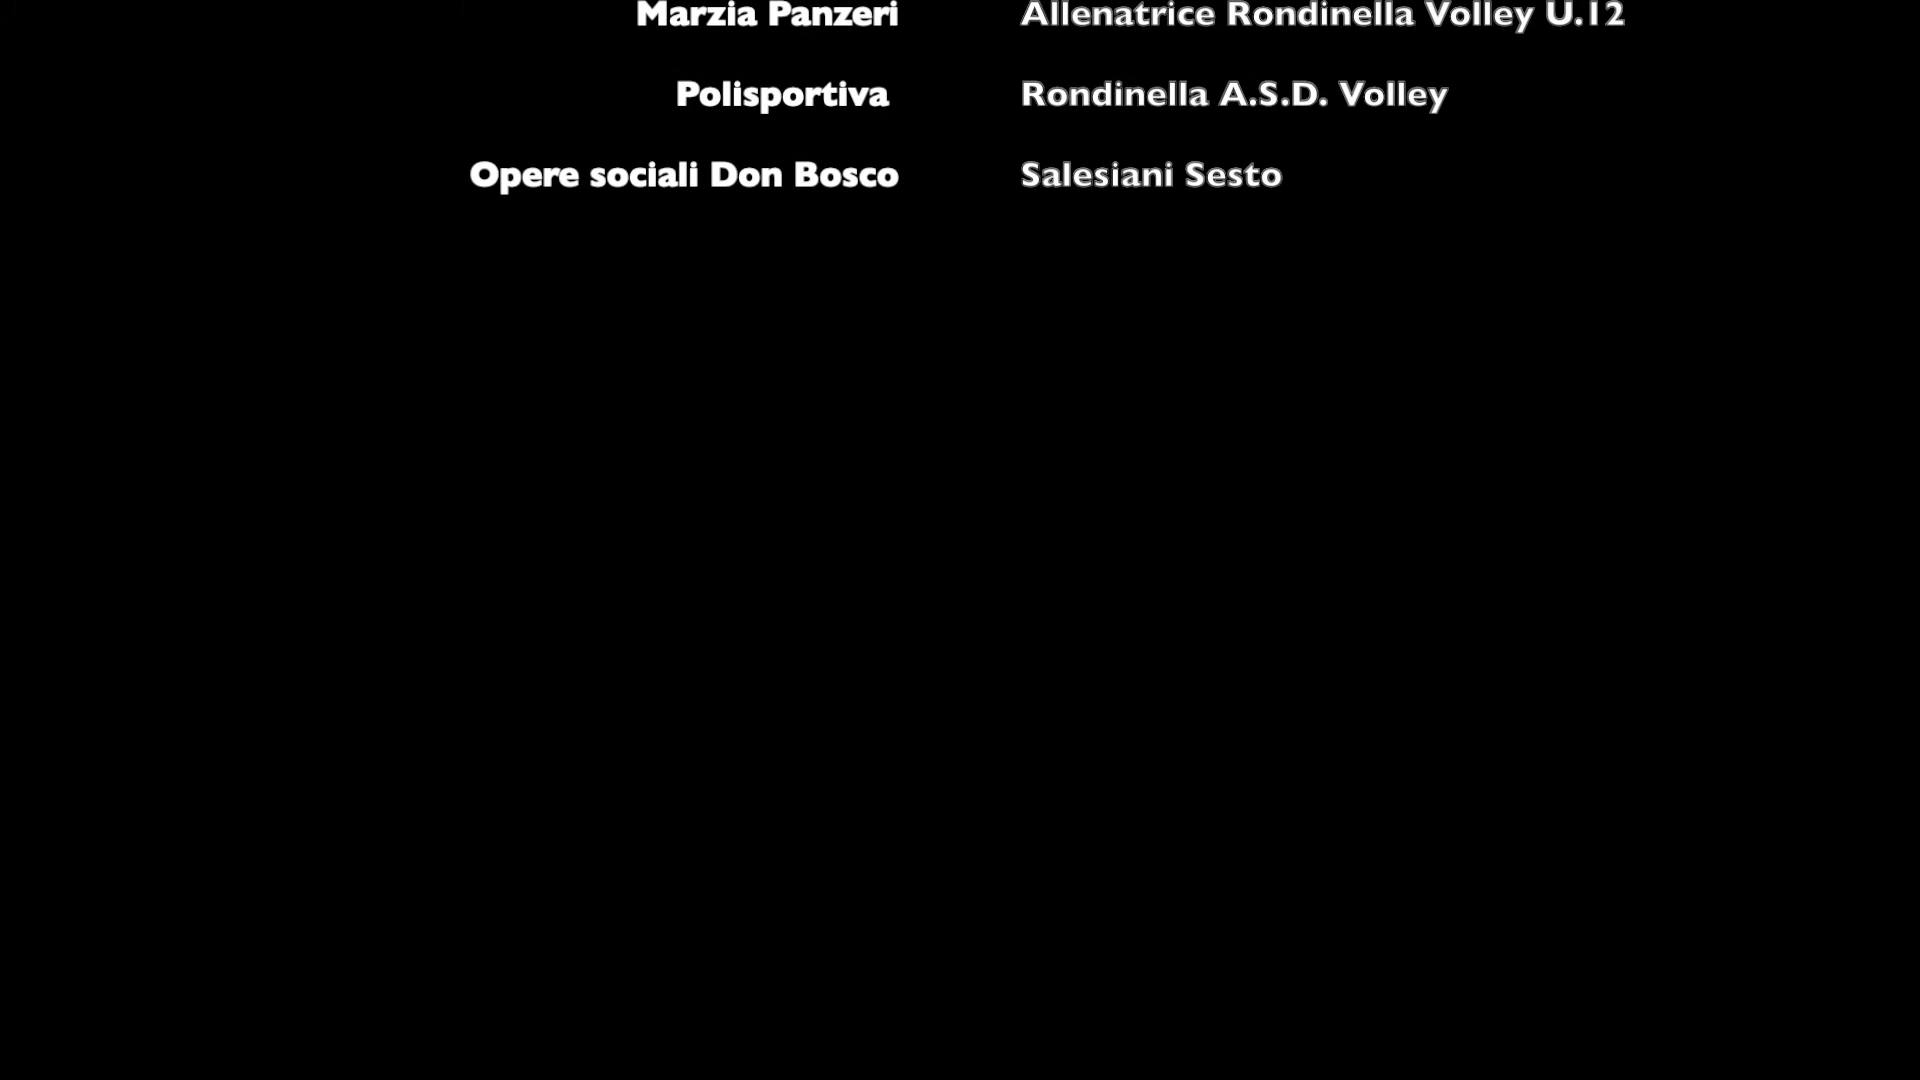 Marzia Panzeri Allenatrice Rondinella Volley U.12
Polisportiva Rondinella A.S.D. Volley
Opere sociali Don Bosco Salesiani Sesto